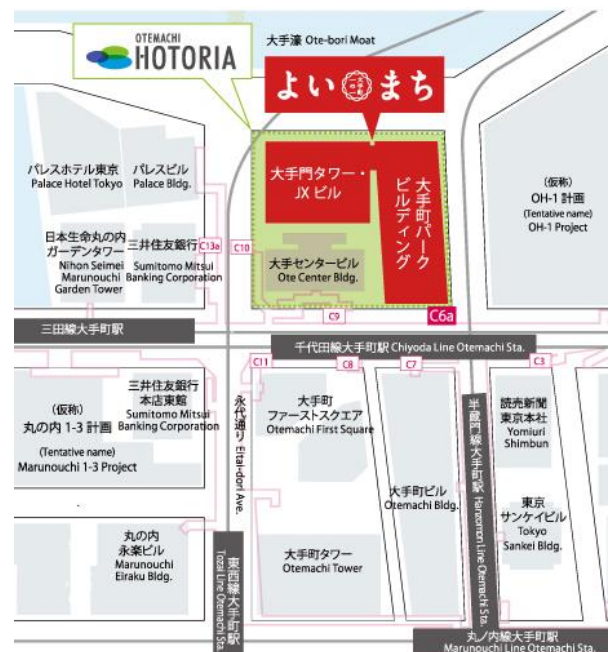 OTEMACHI
HOTORIA
大手濠 Ote-bori Moat
よい大手町一の一まち
パレスホテル東京
Palace Hotel Tokyo
パレスビル
Palace Bldg.
大手門タワー・
JXビル
大手町パーク
ビルディング
(仮称)
OH-1 計画
(Tentative name)
OH-1 Project
日本生命丸の内
ガーデンタワー
Nihon Seimei
Marunouchi
Garden Tower
三井住友銀行
Sumitomo Mitsui
Banking Corporation
C13a
C10
大手センタービル
Ote Center Bldg.
C9
C6a
三田線大手町駅
千代田線大手町駅 Chiyoda Line Otemachi Sta.
C11
C8
C7
C3
(仮称)
丸の内 1-3 計画
(Tentative name)
Marunouchi 1-3 Project
三井住友銀行
本店東館
Sumitomo Mitsui
Banking Corporation
永代通り Eitai-dori Ave.
大手町
ファーストスクエア
Otemachi First Square
大手町ビル
Otemachi Bldg.
半蔵門線大手町駅 Hanzomon Line Otemachi Sta.
読売新聞
東京本社
Yomiuri
Shimbun
東京
サンケイビル
Tokyo
Sankei Bldg.
丸の内
永楽ビル
Marunouchi
Eiraku Bldg.
東西線大手町駅
Tozai Line Otemachi Sta.
大手町タワー
Otemachi Tower
丸ノ内線大手町駅
Marunouchi Line Otemachi Sta.